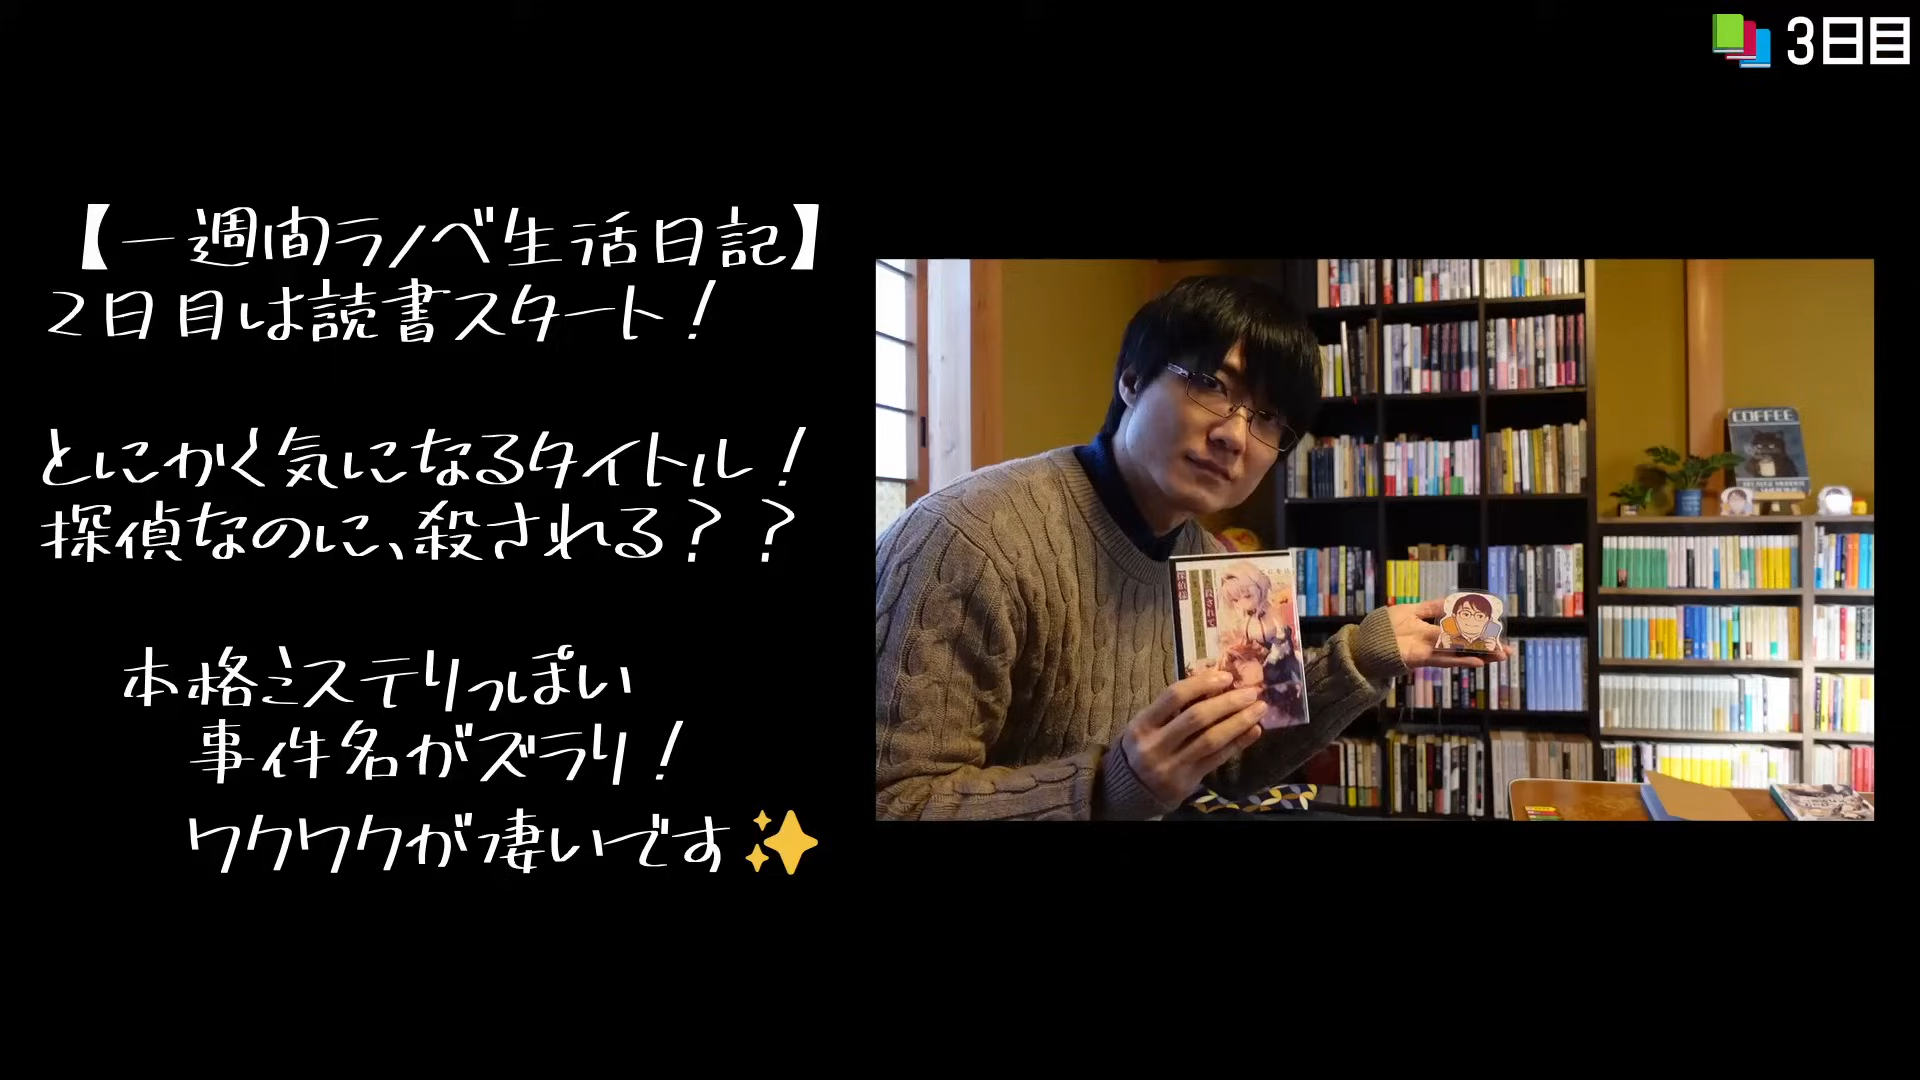 3日目
【一週間ラノベ生活日記】
2日目は読書スタート！
とにかく気になるタイトル！
探偵なのに、殺される？？
本格ミステリっぽい
事件名がズラリ！
ワクワクが凄いです✨
COFFEE